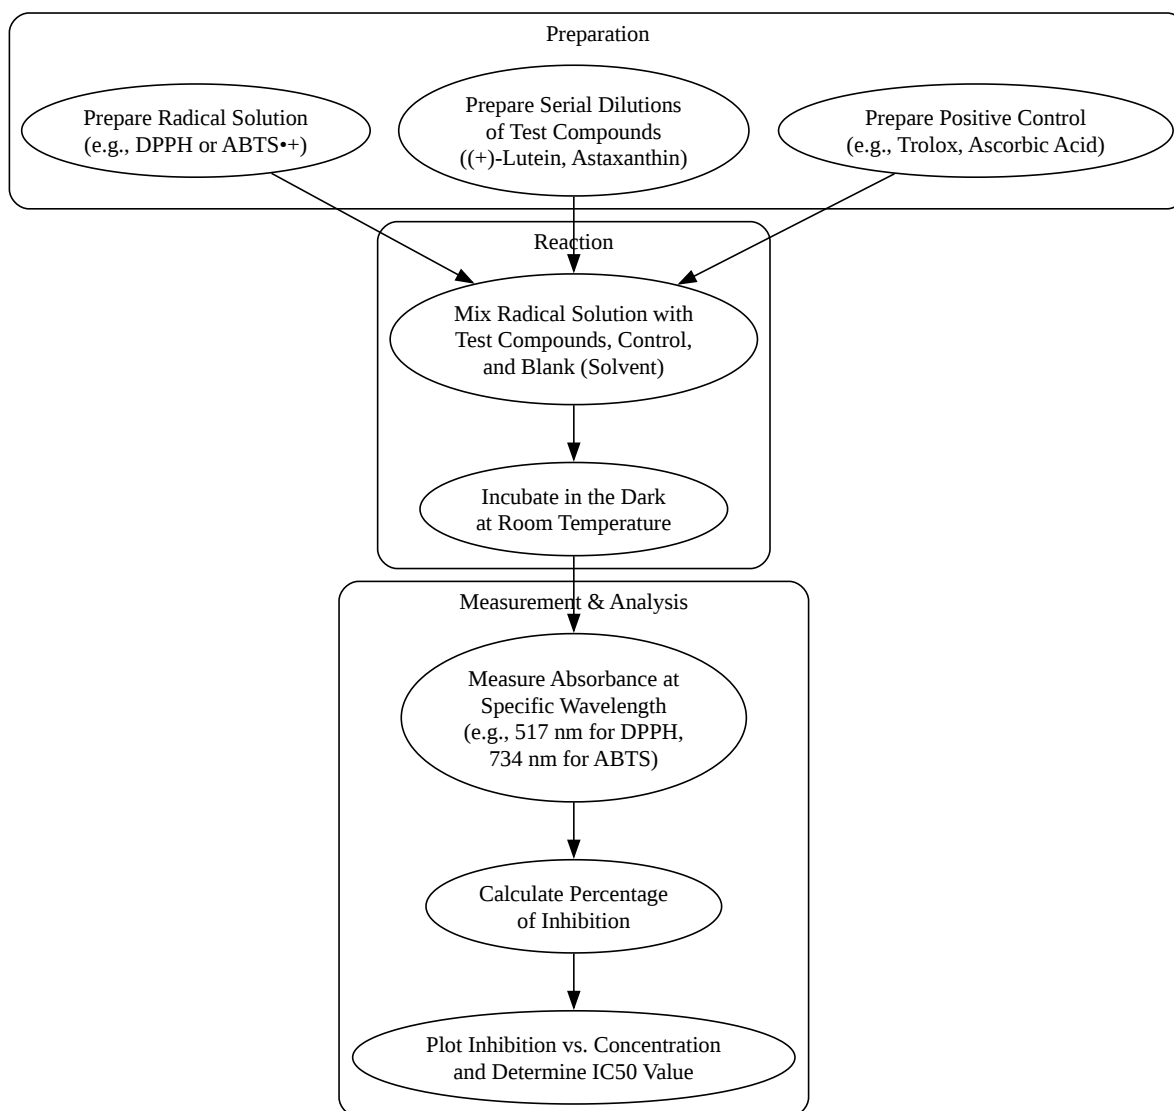 Preparation
Prepare Radical Solution
(e.g., DPPH or ABTS•+)
Prepare Serial Dilutions
of Test Compounds
((+)-Lutein, Astaxanthin)
Prepare Positive Control
(e.g., Trolox, Ascorbic Acid)
Reaction
Mix Radical Solution with
Test Compounds, Control,
and Blank (Solvent)
Incubate in the Dark
at Room Temperature
Measurement & Analysis
Measure Absorbance at
Specific Wavelength
(e.g., 517 nm for DPPH,
734 nm for ABTS)
Calculate Percentage
of Inhibition
Plot Inhibition vs. Concentration
and Determine IC50 Value